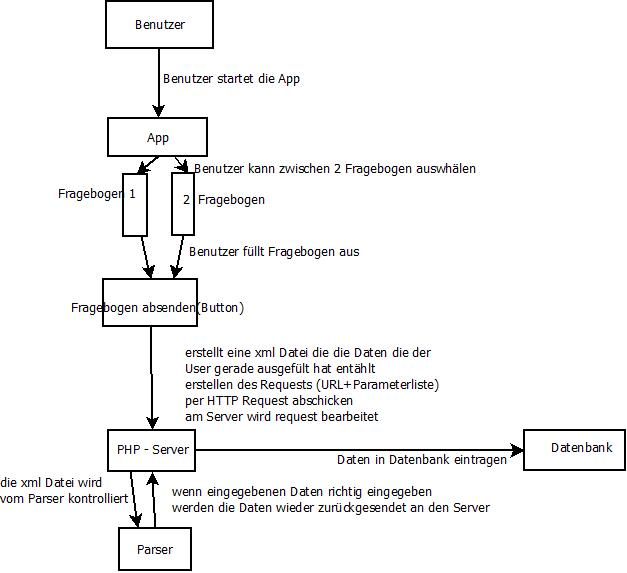 Benutzer
Benutzer startet die App
App
Benutzer kann zwischen 2 Fragebogen auswhälen
Fragebogen 1
2 Fragebogen
Benutzer füllt Fragebogen aus
Fragebogen absenden(Button)
erstellt eine xml Datei die die Daten die der
User gerade ausgefült hat entählt
erstellen des Requests (URL+Parameterliste)
per HTTP Request abschicken
am Server wird request bearbeitet
PHP - Server
Datenbank
Daten in Datenbank eintragen
die xml Datei wird
vom Parser kontrolliert
wenn eingegebenen Daten richtig eingegeben
werden die Daten wieder zurückgesendet an den Server
Parser